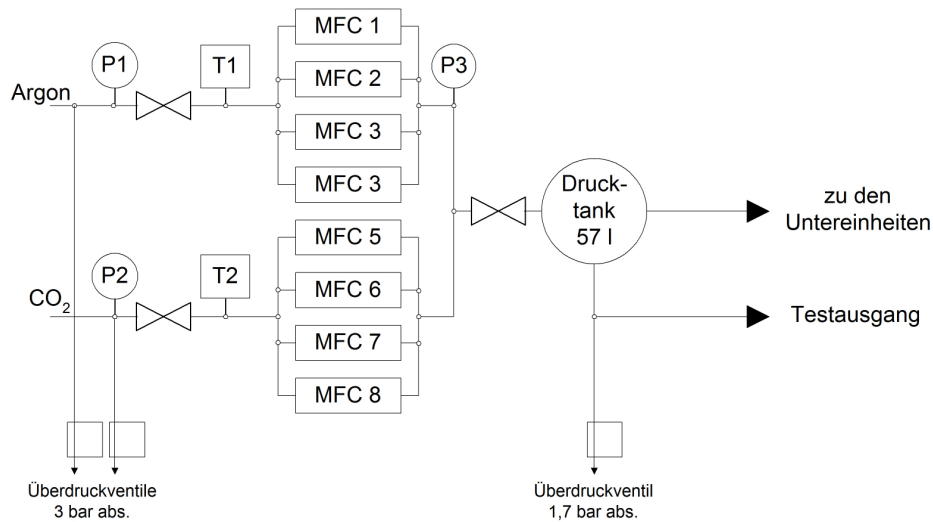 MFC 1
P1
T1
MFC 2
P3
Argon
MFC 3
MFC 3
Druck-
tank
57 l
zu den
Untereinheiten
MFC 5
P2
T2
MFC 6
CO2
MFC 7
Testausgang
MFC 8
Überdruckventile
3 bar abs.
Überdruckventil
1,7 bar abs.